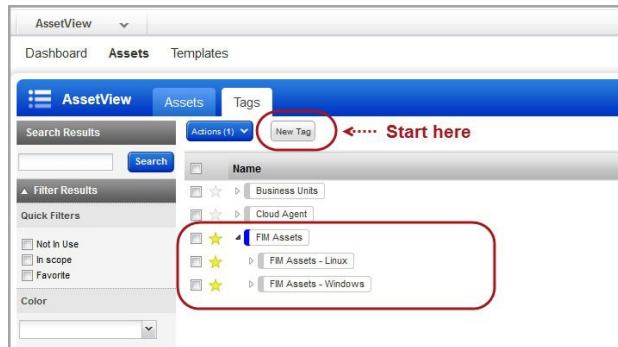 AssetView
Dashboard Assets Templates
AssetView Assets Tags
Search Results
Actions (1) New Tag Start here
Search
Name
Filter Results
Business Units
Quick Filters
Cloud Agent
Not In Use
FIM Assets
In scope
FIM Assets - Linux
Favorite
FIM Assets - Windows
Color